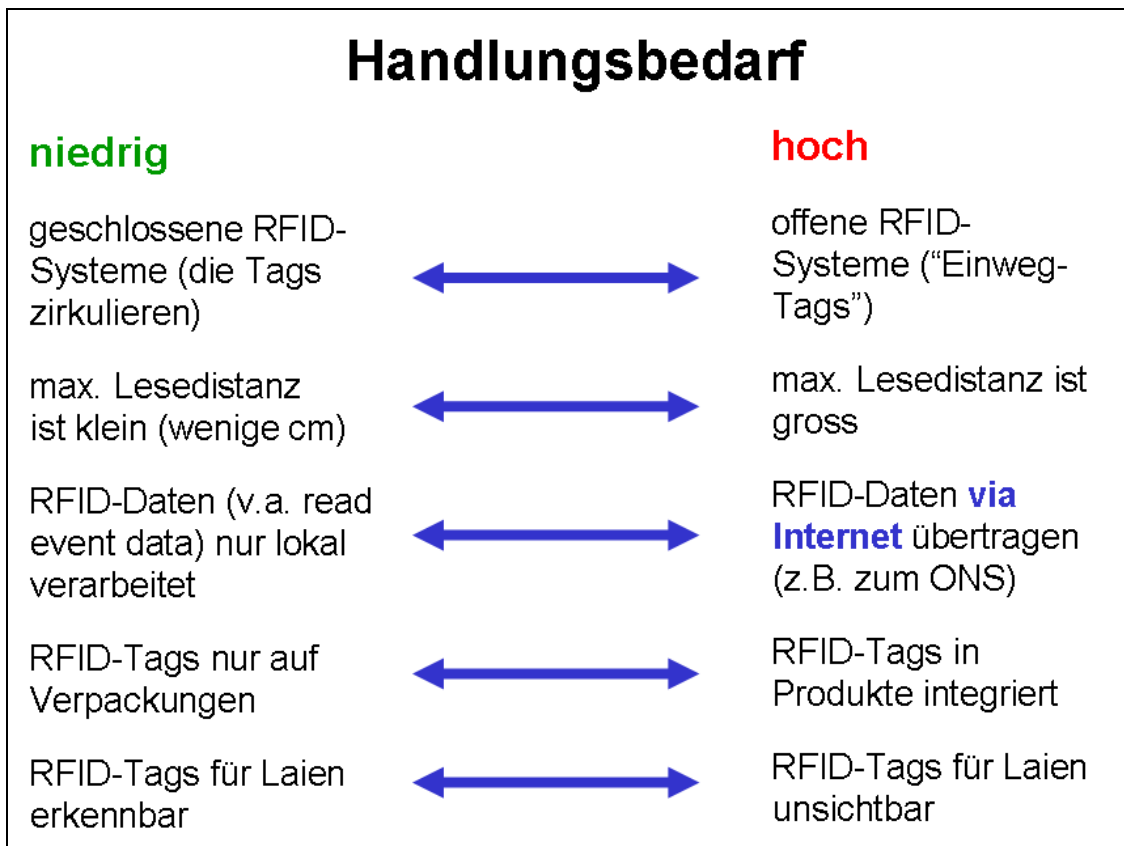 Handlungsbedarf
niedrig
hoch
geschlossene RFID-
Systeme (die Tags
zirkulieren)
offene RFID-
Systeme (“Einweg-
Tags”)
max. Lesedistanz
ist klein (wenige cm)
max. Lesedistanz ist
gross
RFID-Daten (v.a. read
event data) nur lokal
verarbeitet
RFID-Daten via
Internet übertragen
(z.B. zum ONS)
RFID-Tags nur auf
Verpackungen
RFID-Tags in
Produkte integriert
RFID-Tags für Laien
erkennbar
RFID-Tags für Laien
unsichtbar